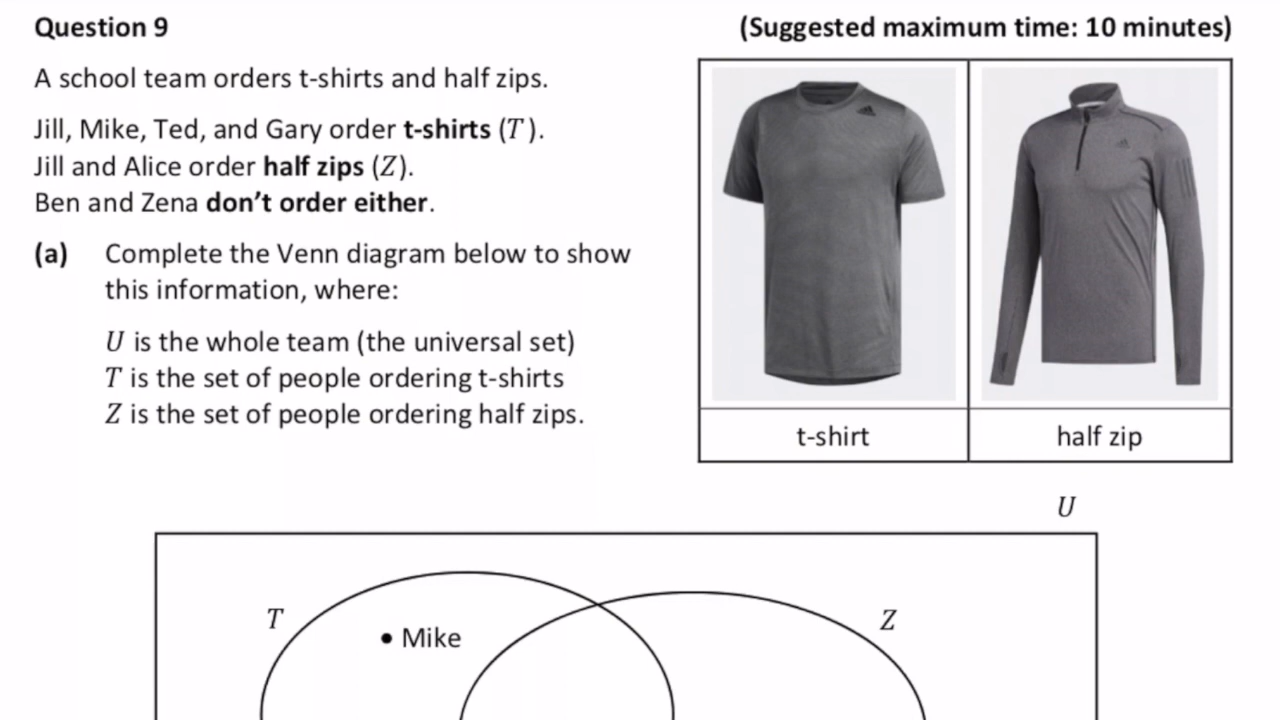 Question 9
(Suggested maximum time: 10 minutes)
A school team orders t-shirts and half zips.
Jill, Mike, Ted, and Gary order t-shirts (T).
Jill and Alice order half zips (Z).
Ben and Zena don’t order either.
(a) Complete the Venn diagram below to show
this information, where:
U is the whole team (the universal set)
T is the set of people ordering t-shirts
Z is the set of people ordering half zips.
t-shirt
half zip
U
T
• Mike
Z